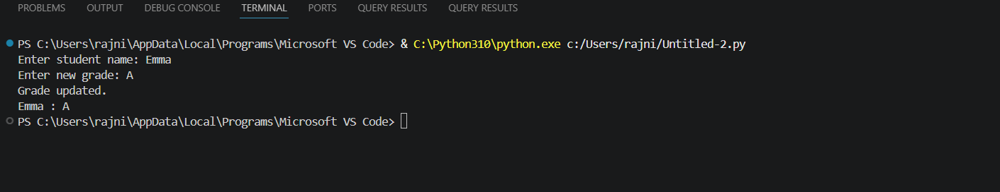 PROBLEMS OUTPUT DEBUG CONSOLE TERMINAL PORTS QUERY RESULTS QUERY RESULTS
PS C:\Users\rajni\AppData\Local\Programs\Microsoft VS Code> & C:\Python310\python.exe c:/Users/rajni/Untitled-2.py
Enter student name: Emma
Enter new grade: A
Grade updated.
Emma : A
PS C:\Users\rajni\AppData\Local\Programs\Microsoft VS Code>